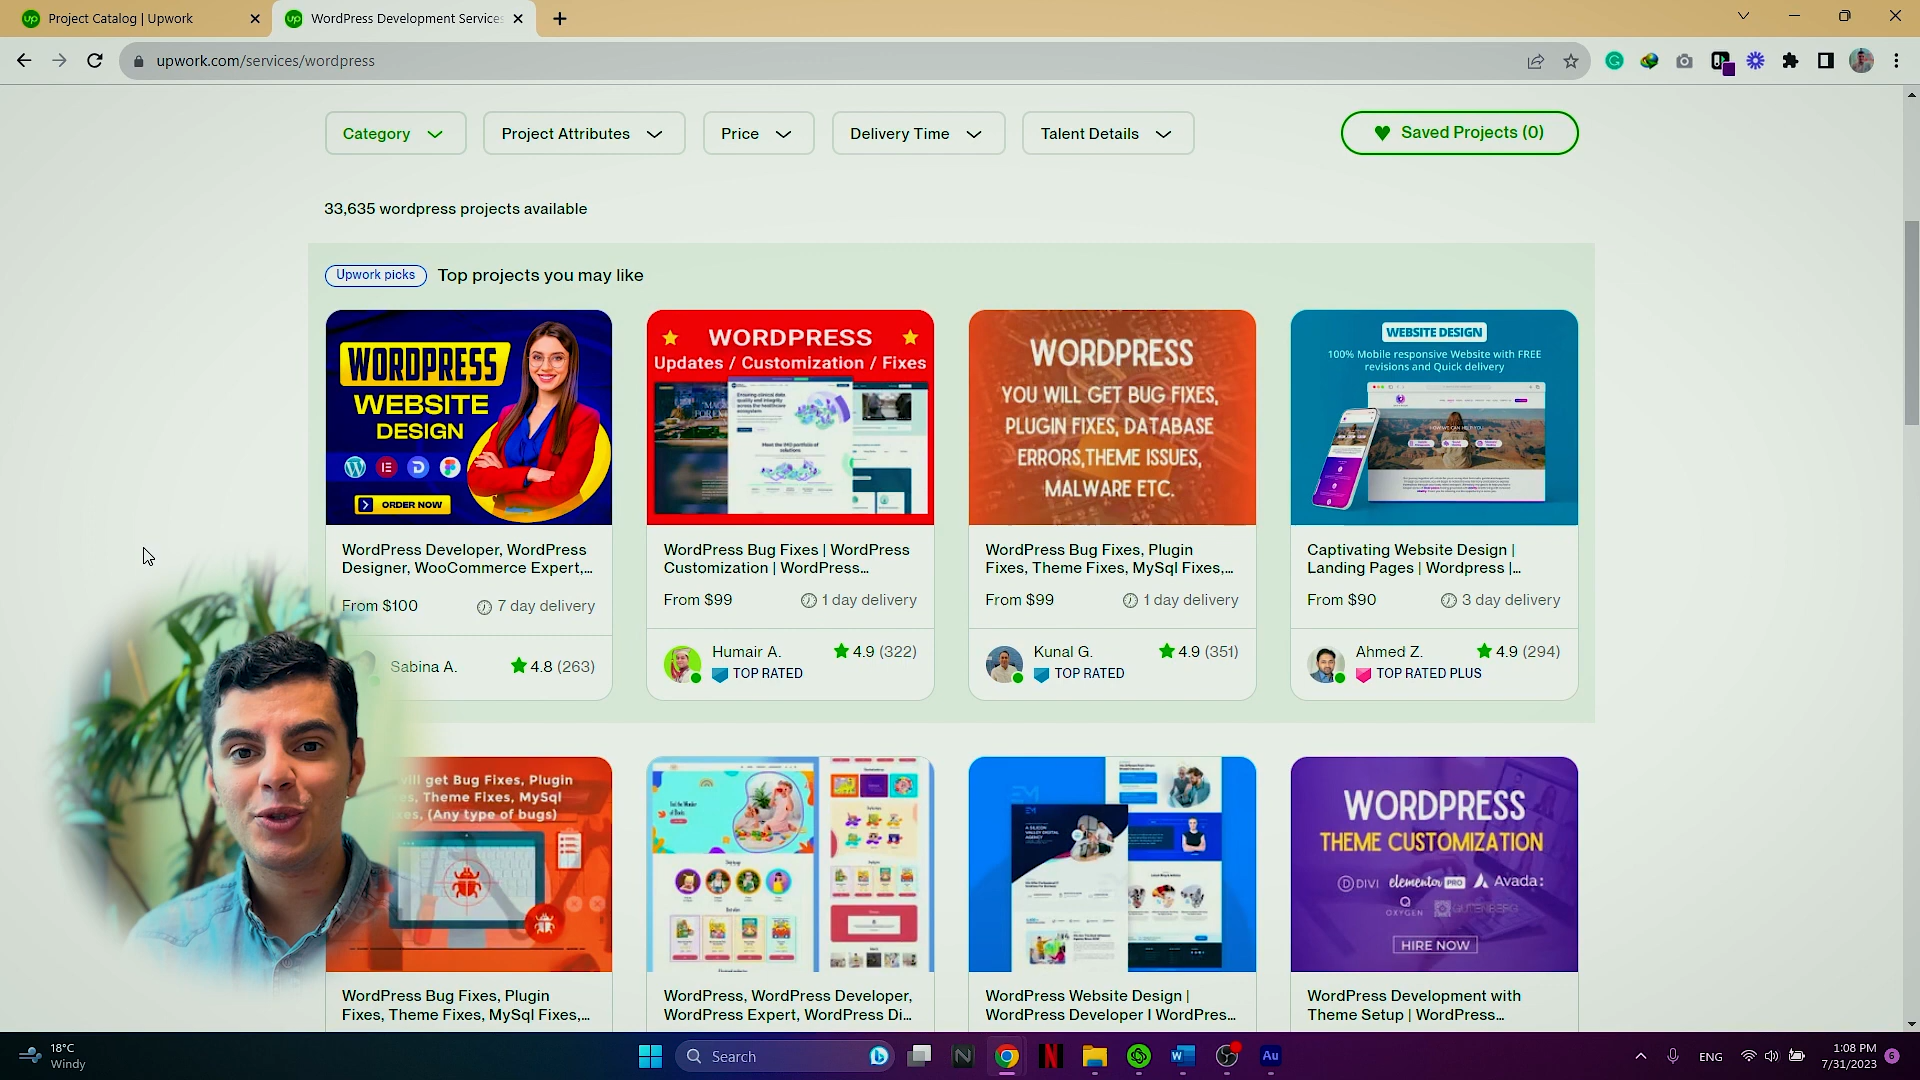 Project Catalog | Upwork
WordPress Development Services
upwork.com/services/wordpress
Category
Project Attributes
Price
Delivery Time
Talent Details
Saved Projects (0)
33,635 wordpress projects available
Upwork picks
Top projects you may like
WORDPRESS
WEBSITE
DESIGN
ORDER NOW
WORDPRESS
Updates / Customization / Fixes
WORDPRESS
YOU WILL GET BUG FIXES,
PLUGIN FIXES, DATABASE
ERRORS,THEME ISSUES,
MALWARE ETC.
WEBSITE DESIGN
100% Mobile responsive Website with FREE
revisions and Quick delivery
WordPress Developer, WordPress
Designer, WooCommerce Expert,...
From $100
7 day delivery
Sabina A.
4.8 (263)
WordPress Bug Fixes | WordPress
Customization | WordPress...
From $99
1 day delivery
Humair A.
4.9 (322)
TOP RATED
WordPress Bug Fixes, Plugin
Fixes, Theme Fixes, MySql Fixes,...
From $99
1 day delivery
Kunal G.
4.9 (351)
TOP RATED
Captivating Website Design |
Landing Pages | Wordpress |...
From $90
3 day delivery
Ahmed Z.
4.9 (294)
TOP RATED PLUS
will get Bug Fixes, Plugin
Theme Fixes, MySql
(Any type of bugs)
WORDPRESS
THEME CUSTOMIZATION
DIVI elementor PRO Avada
OXYGEN GUTENBERG
HIRE NOW
WordPress Bug Fixes, Plugin
Fixes, Theme Fixes, MySql Fixes,...
WordPress, WordPress Developer,
WordPress Expert, WordPress Di...
WordPress Website Design |
WordPress Developer I WordPres...
WordPress Development with
Theme Setup | WordPress...
18°C
Windy
Search
ENG
1:08 PM
7/31/2023
6